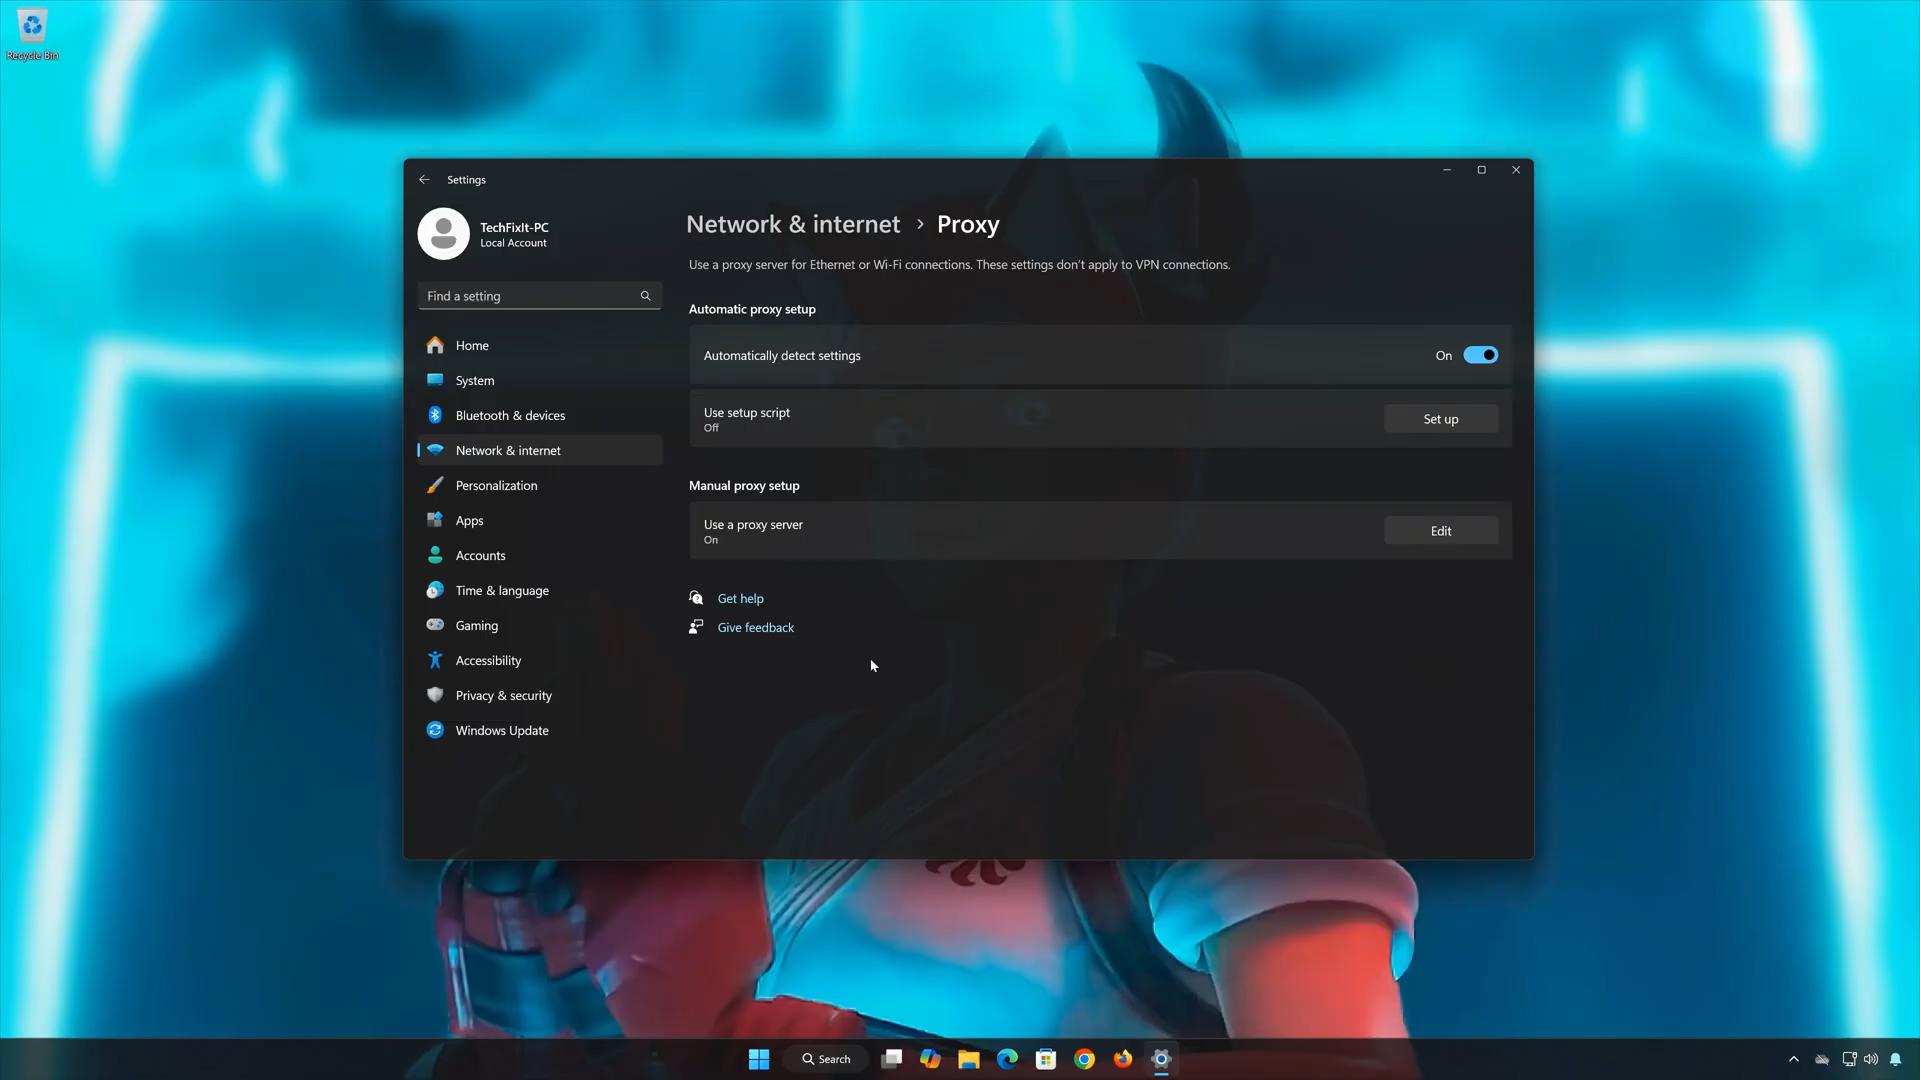 Recycle Bin
Settings
TechFixIt-PC
Local Account
Find a setting
Home
System
Bluetooth & devices
Network & internet
Personalization
Apps
Accounts
Time & language
Gaming
Accessibility
Privacy & security
Windows Update
Network & internet > Proxy
Use a proxy server for Ethernet or Wi-Fi connections. These settings don't apply to VPN connections.
Automatic proxy setup
Automatically detect settings
On
Use setup script
Off
Set up
Manual proxy setup
Use a proxy server
On
Edit
Get help
Give feedback
Search